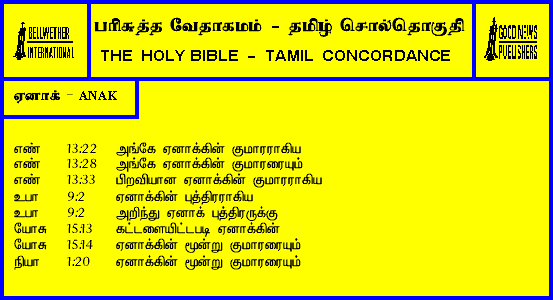 BELLWETHER
INTERNATIONAL
பரிசுத்த வேதாகமம் - தமிழ் சொல்தொகுதி
THE HOLY BIBLE - TAMIL CONCORDANCE
GOOD NEWS
PUBLISHERS
ஏனாக் - ANAK
எண் 13:22 அங்கே ஏனாக்கின் குமாரராகிய
எண் 13:28 அங்கே ஏனாக்கின் குமாரரையும்
எண் 13:33 பிறவியான ஏனாக்கின் குமாரராகிய
உபா 9:2 ஏனாக்கின் புத்திரராகிய
உபா 9:2 அறிந்து ஏனாக் புத்திரருக்கு
யோசு 15:13 கட்டளையிட்டபடி ஏனாக்கின்
யோசு 15:14 ஏனாக்கின் மூன்று குமாரரையும்
நியா 1:20 ஏனாக்கின் மூன்று குமாரரையும்